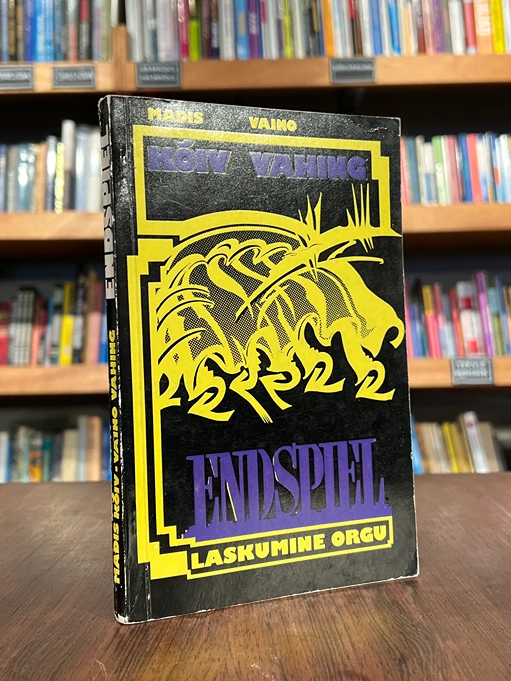 MADIS VAINO
KÕIV VAHING
ENDSPIEL
LASKUMINE ORGU
ENDSPIEL
MADIS KÕIV · VAINO VAHING